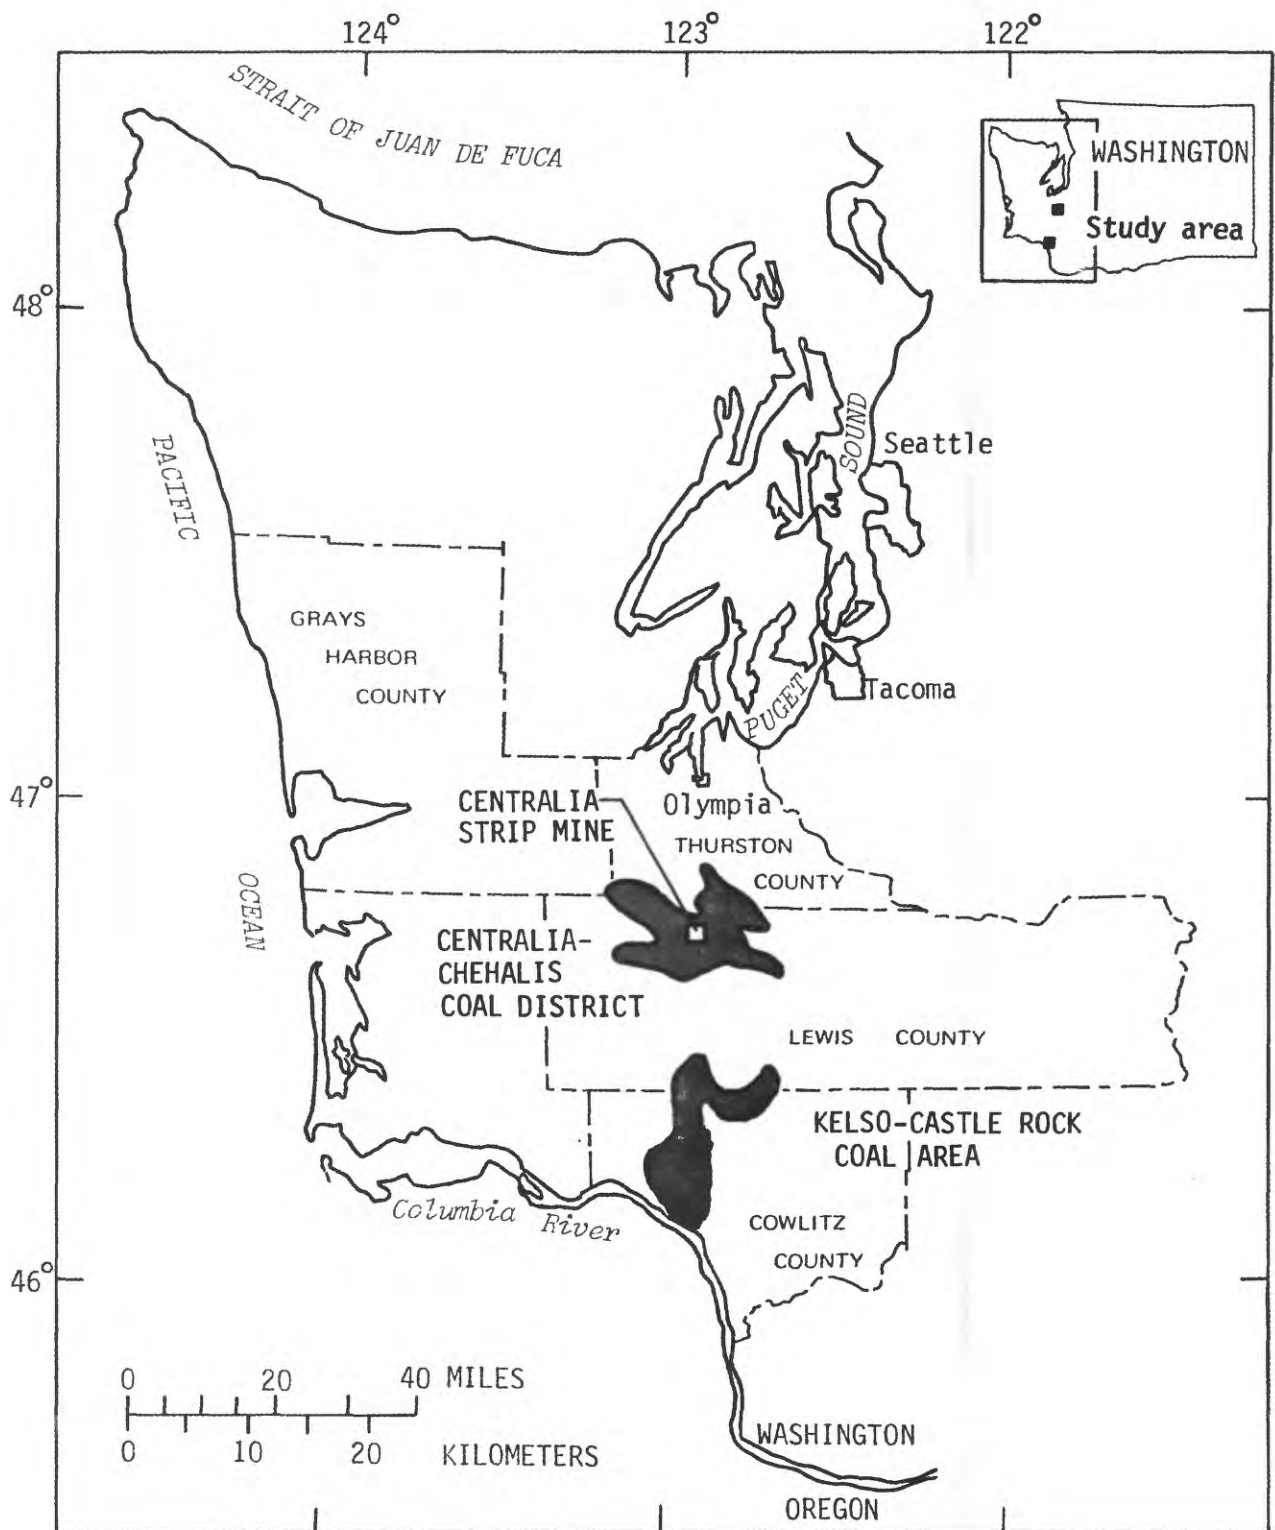 124° 123° 122°
STRAIT OF JUAN DE FUCA
WASHINGTON
Study area
48°
PACIFIC
SOUND
Seattle
GRAYS
HARBOR
COUNTY
PUGET
Tacoma
47°
CENTRALIA
STRIP MINE
Olympia
THURSTON
COUNTY
OCEAN
CENTRALIA-
CHEHALIS
COAL DISTRICT
LEWIS COUNTY
KELSO-CASTLE ROCK
COAL AREA
Columbia River
COWLITZ
COUNTY
46°
0 20 40 MILES
0 10 20 KILOMETERS
WASHINGTON
OREGON